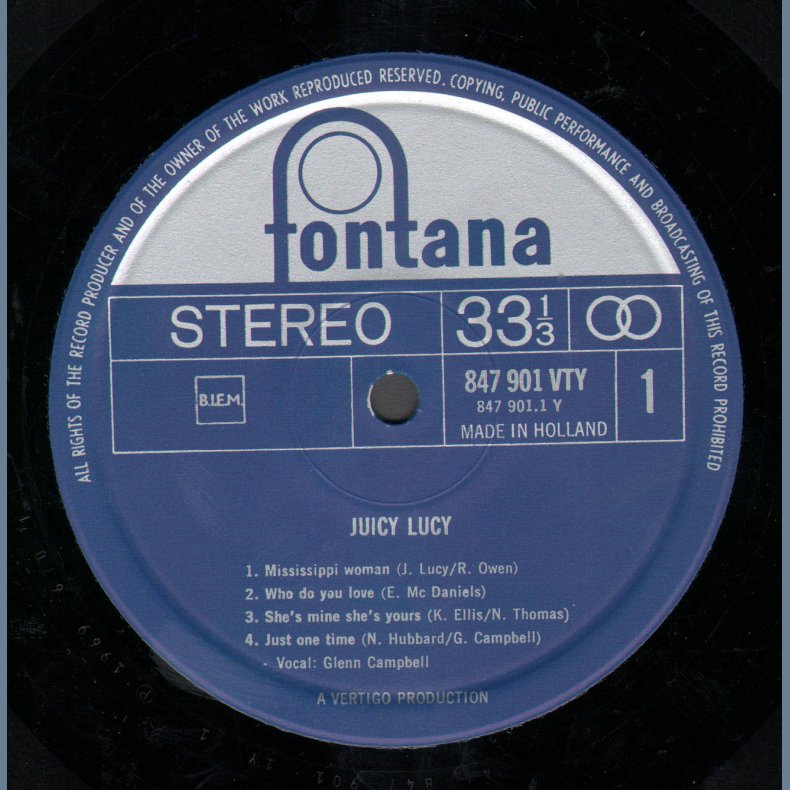 ALL RIGHTS OF THE RECORD PRODUCER AND OF THE OWNER OF THE WORK REPRODUCED RESERVED. COPYING, PUBLIC PERFORMANCE AND BROADCASTING OF THIS RECORD PROHIBITED
fontana
STEREO 33 1/3
B.I.E.M. 847 901 VTY 1
847 901.1 Y
MADE IN HOLLAND
JUICY LUCY
1. Mississippi woman (J. Lucy/R. Owen)
2. Who do you love (E. Mc Daniels)
3. She's mine she's yours (K. Ellis/N. Thomas)
4. Just one time (N. Hubbard/G. Campbell)
- Vocal: Glenn Campbell
A VERTIGO PRODUCTION